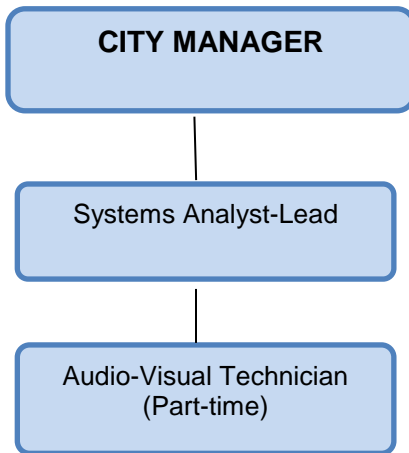 CITY MANAGER
Systems Analyst-Lead
Audio-Visual Technician
(Part-time)